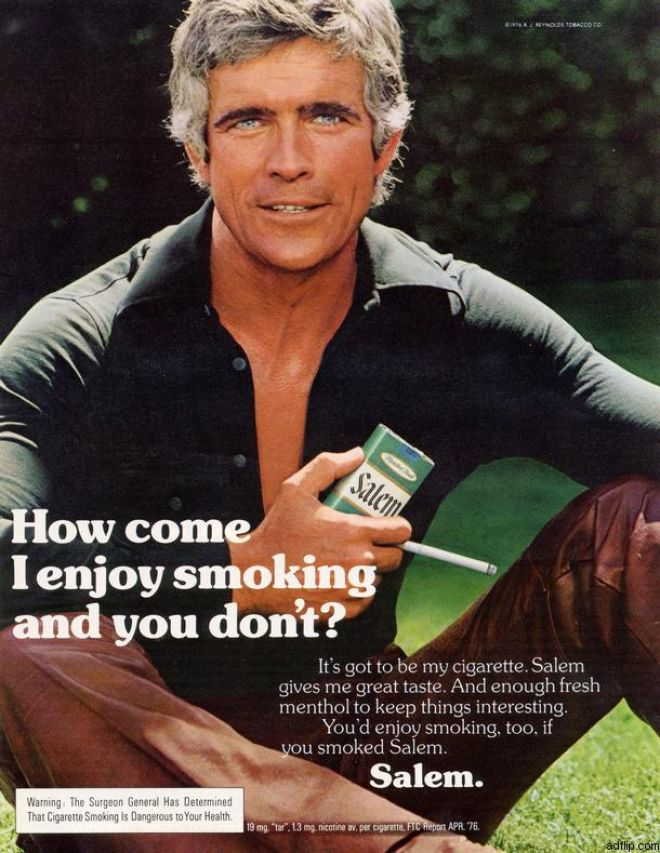 ©1976 R. J. REYNOLDS TOBACCO CO.
Salem
How come
I enjoy smoking
and you don't?
It's got to be my cigarette. Salem
gives me great taste. And enough fresh
menthol to keep things interesting.
You'd enjoy smoking, too, if
you smoked Salem.
Salem.
Warning: The Surgeon General Has Determined
That Cigarette Smoking Is Dangerous to Your Health.
19 mg. "tar", 1.3 mg. nicotine av. per cigarette, FTC Report APR. '76.
adflip.com